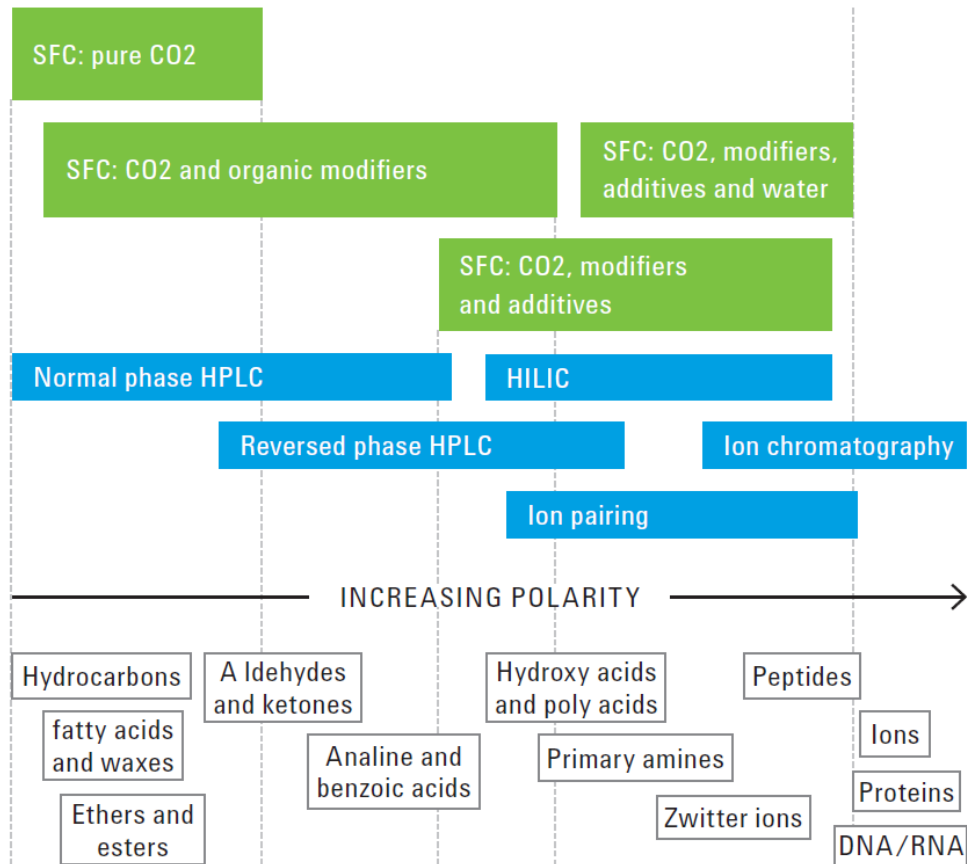 SFC: pure CO2
SFC: CO2 and organic modifiers
SFC: CO2, modifiers,
additives and water
SFC: CO2, modifiers
and additives
Normal phase HPLC
HILIC
Reversed phase HPLC
Ion chromatography
Ion pairing
INCREASING POLARITY
Hydrocarbons
A ldehydes
and ketones
Hydroxy acids
and poly acids
Peptides
fatty acids
and waxes
Analine and
benzoic acids
Primary amines
Ions
Ethers and
esters
Zwitter ions
Proteins
DNA/RNA